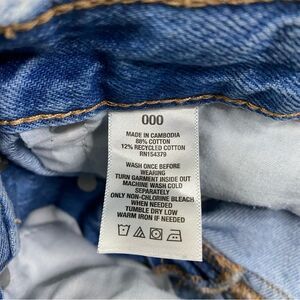 000
MADE IN CAMBODIA
88% COTTON
12% RECYCLED COTTON
RN154379
WASH ONCE BEFORE
WEARING
TURN GARMENT INSIDE OUT
MACHINE WASH COLD
SEPARATELY
ONLY NON-CHLORINE BLEACH
WHEN NEEDED
TUMBLE DRY LOW
WARM IRON IF NEEDED